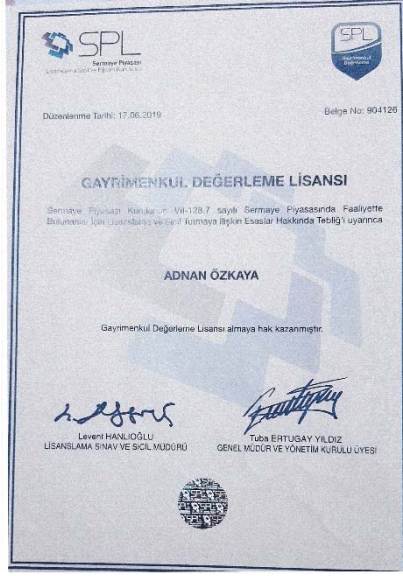 SPL
Sermaye Piyasası
SPL
Gayrimenkul
Değerleme
Düzenlenme Tarihi: 17.06.2019
Belge No: 904126
GAYRİMENKUL DEĞERLEME LİSANSI
Sermaye Piyasası Kurulunun VII-128.7 sayılı Sermaye Piyasasında Faaliyette
Bulunanlar İçin Lisanslama ve Sicil Tutmaya İlişkin Esaslar Hakkında Tebliğ'i uyarınca
ADNAN ÖZKAYA
Gayrimenkul Değerleme Lisansı almaya hak kazanmıştır.
Levent HANLIOĞLU
LİSANSLAMA SINAV VE SİCİL MÜDÜRÜ
Tuba ERTUGAY YILDIZ
GENEL MÜDÜR VE YÖNETİM KURULU ÜYESİ